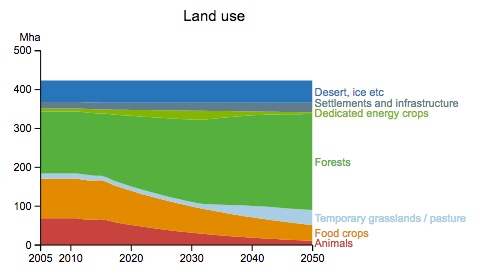 Land use
Mha
500
400
300
200
100
0
2005 2010 2020 2030 2040 2050
Desert, ice etc
Settlements and infrastructure
Dedicated energy crops
Forests
Temporary grasslands / pasture
Food crops
Animals